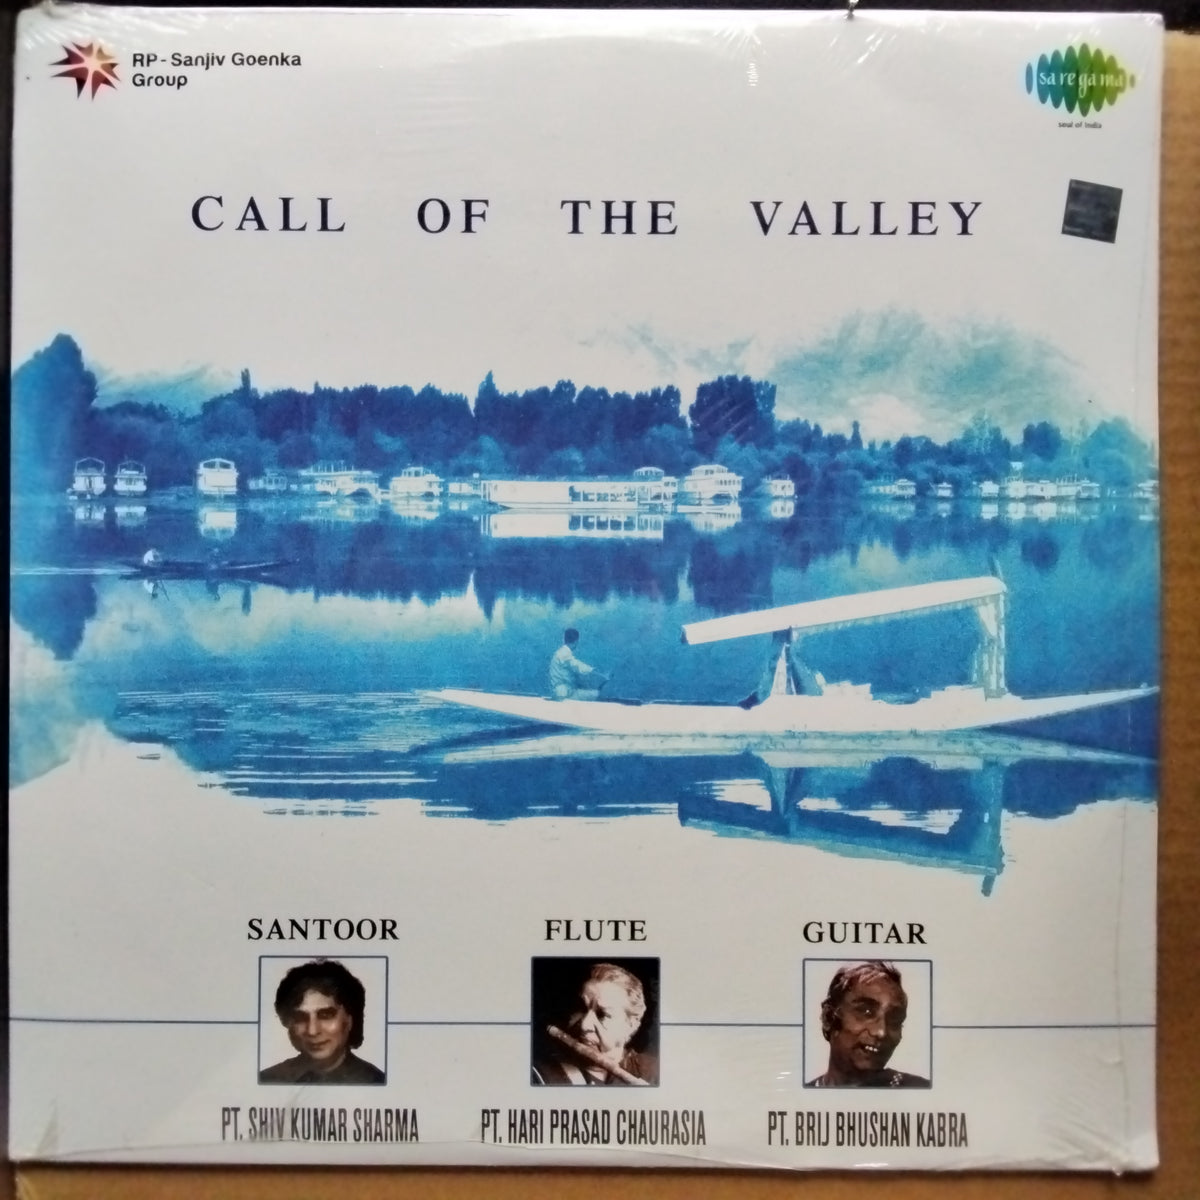 RP-Sanjiv Goenka
Group
sa re ga ma
soul of india
CALL OF THE VALLEY
SANTOOR FLUTE GUITAR
PT. SHIV KUMAR SHARMA PT. HARI PRASAD CHAURASIA PT. BRIJ BHUSHAN KABRA